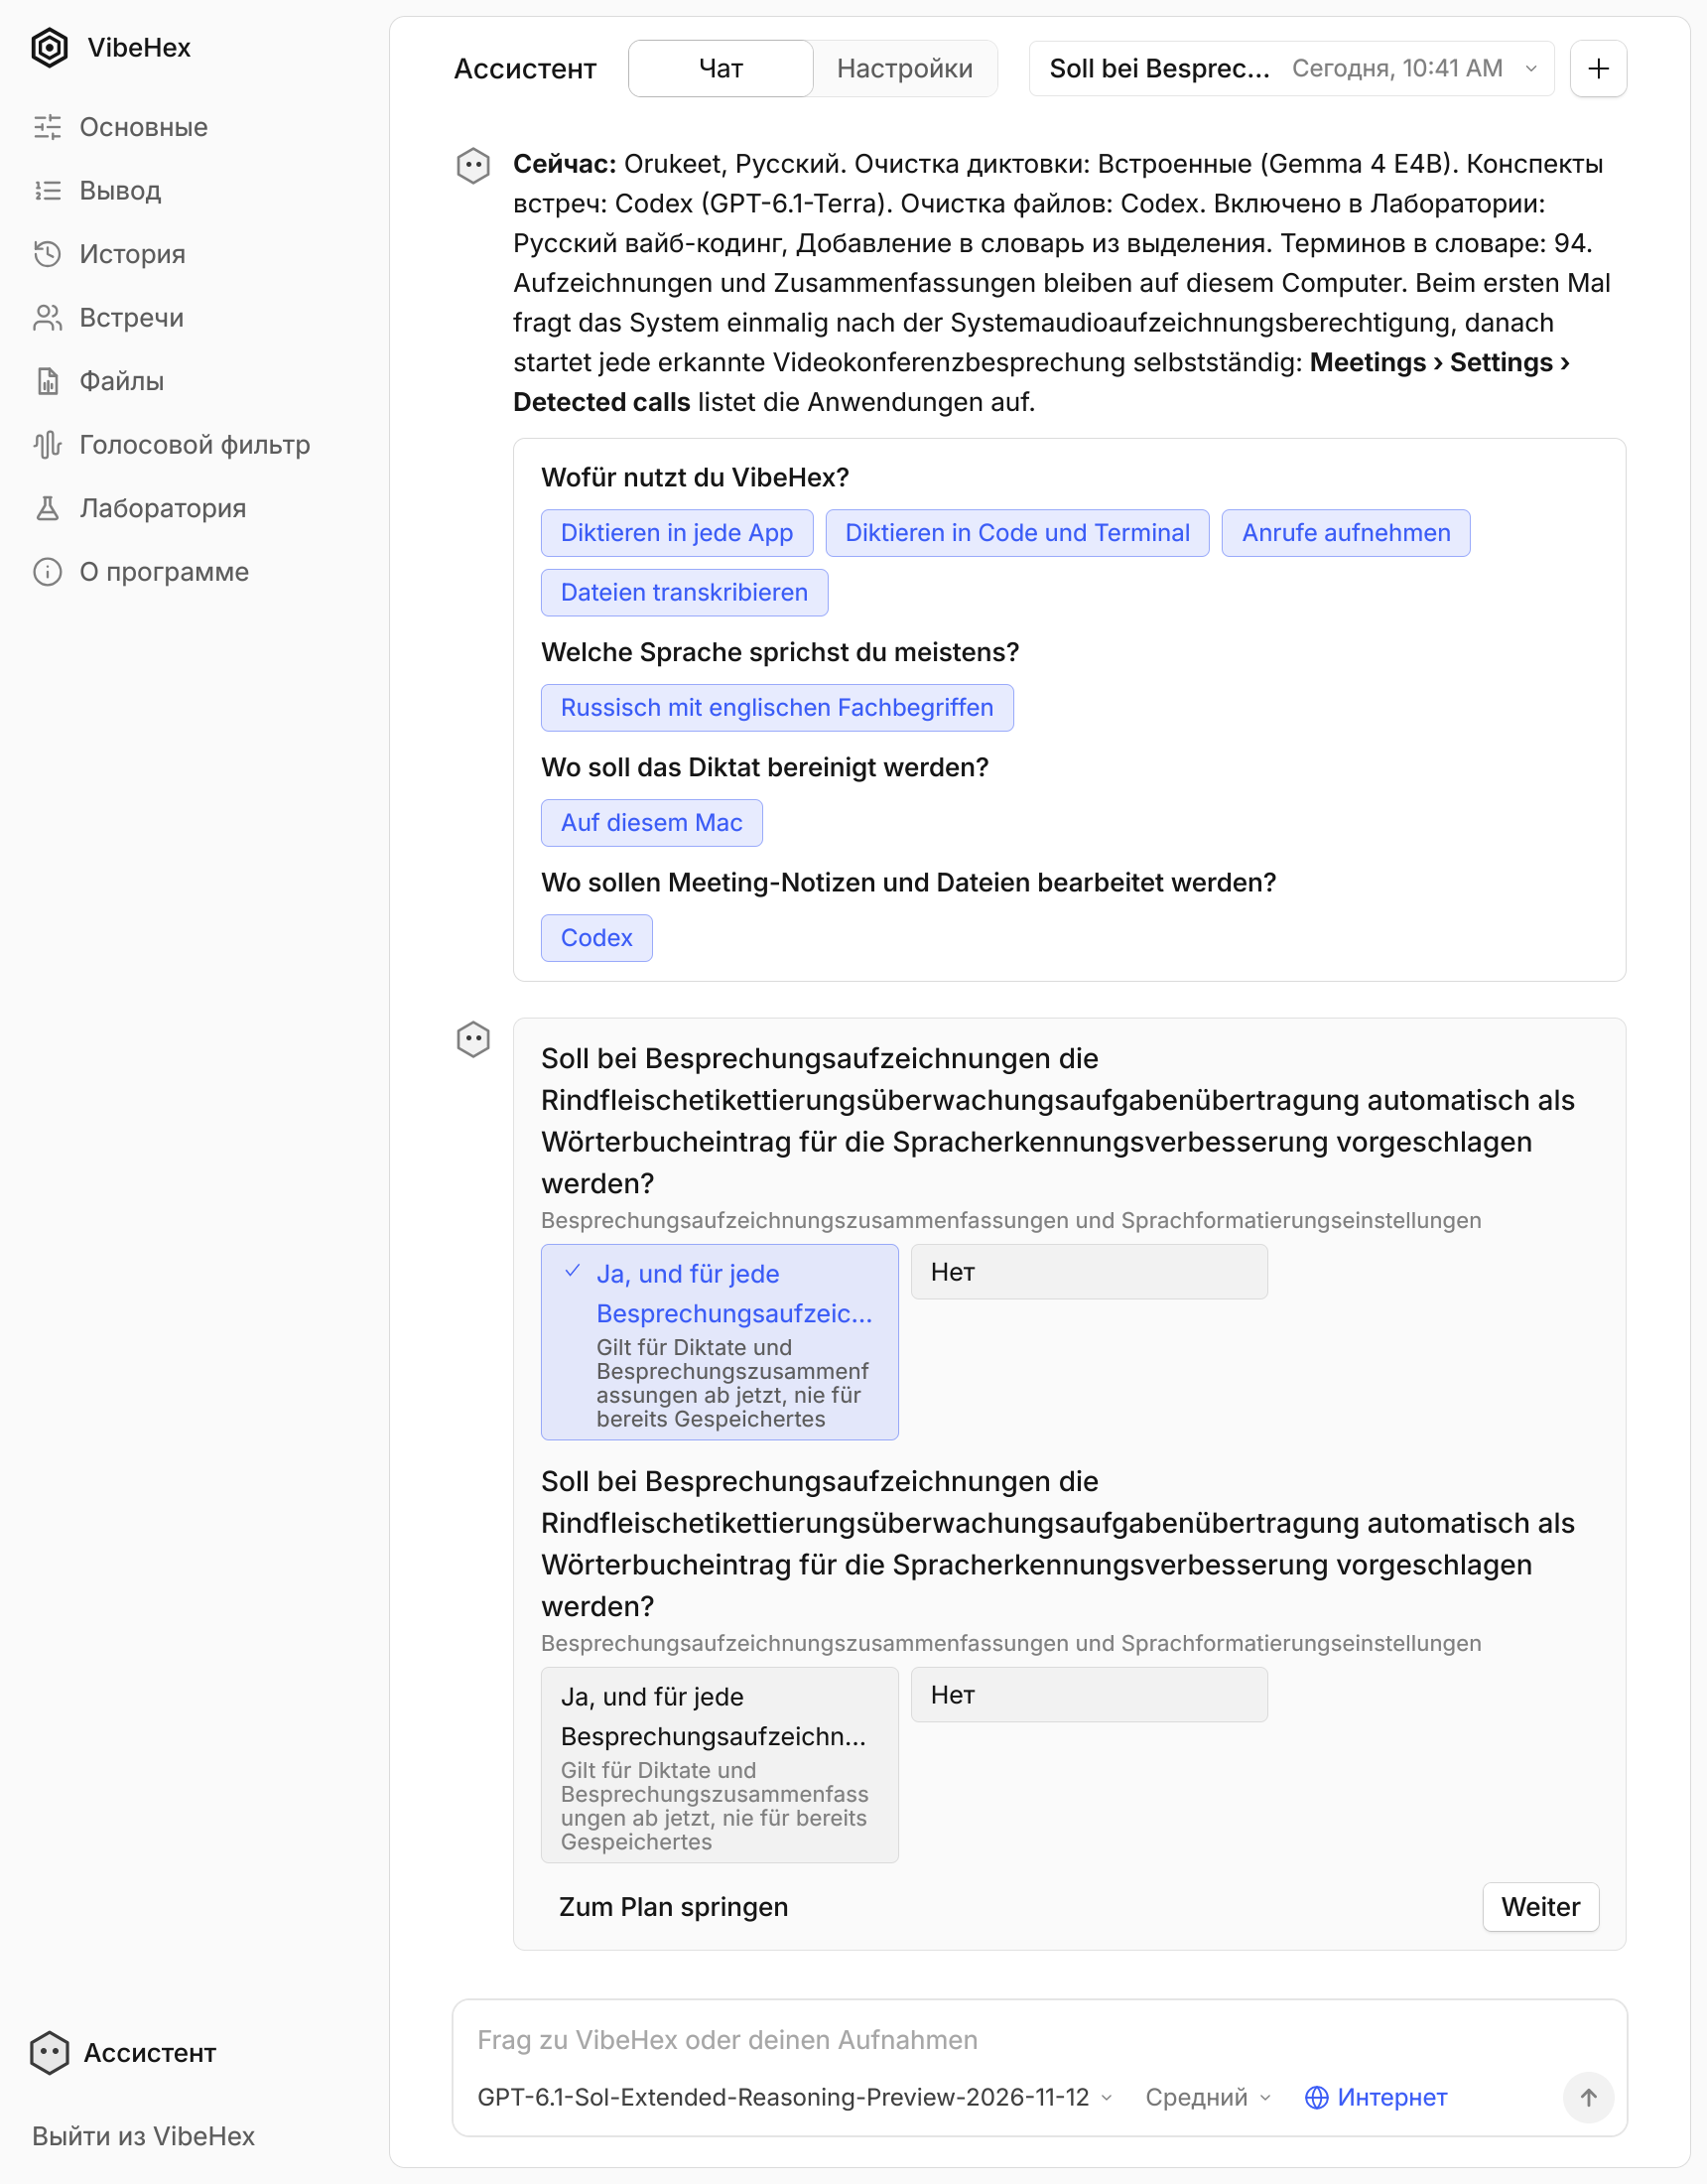 VibeHex
Основные
Вывод
История
Встречи
Файлы
Голосовой фильтр
Лаборатория
О программе
Ассистент
Выйти из VibeHex
Ассистент
Чат
Настройки
Soll bei Besprec...
Сегодня, 10:41 AM
Сейчас: Orukeet, Русский. Очистка диктовки: Встроенные (Gemma 4 E4B). Конспекты
встреч: Codex (GPT-6.1-Terra). Очистка файлов: Codex. Включено в Лаборатории:
Русский вайб-кодинг, Добавление в словарь из выделения. Терминов в словаре: 94.
Aufzeichnungen und Zusammenfassungen bleiben auf diesem Computer. Beim ersten Mal
fragt das System einmalig nach der Systemaudioaufzeichnungsberechtigung, danach
startet jede erkannte Videokonferenzbesprechung selbstständig: Meetings › Settings ›
Detected calls listet die Anwendungen auf.
Wofür nutzt du VibeHex?
Diktieren in jede App
Diktieren in Code und Terminal
Anrufe aufnehmen
Dateien transkribieren
Welche Sprache sprichst du meistens?
Russisch mit englischen Fachbegriffen
Wo soll das Diktat bereinigt werden?
Auf diesem Mac
Wo sollen Meeting-Notizen und Dateien bearbeitet werden?
Codex
Soll bei Besprechungsaufzeichnungen die
Rindfleischetikettierungsüberwachungsaufgabenübertragung automatisch als
Wörterbucheintrag für die Spracherkennungsverbesserung vorgeschlagen
werden?
Besprechungsaufzeichnungszusammenfassungen und Sprachformatierungseinstellungen
Ja, und für jede
Besprechungsaufzeic...
Gilt für Diktate und
Besprechungszusammenf
assungen ab jetzt, nie für
bereits Gespeichertes
Нет
Soll bei Besprechungsaufzeichnungen die
Rindfleischetikettierungsüberwachungsaufgabenübertragung automatisch als
Wörterbucheintrag für die Spracherkennungsverbesserung vorgeschlagen
werden?
Besprechungsaufzeichnungszusammenfassungen und Sprachformatierungseinstellungen
Ja, und für jede
Besprechungsaufzeichn...
Gilt für Diktate und
Besprechungszusammenfass
ungen ab jetzt, nie für bereits
Gespeichertes
Нет
Zum Plan springen
Weiter
Frag zu VibeHex oder deinen Aufnahmen
GPT-6.1-Sol-Extended-Reasoning-Preview-2026-11-12
Средний
Интернет